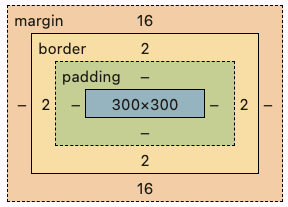 margin 16
border 2
padding –
– 2 – 300×300 – 2 –
–
2
16